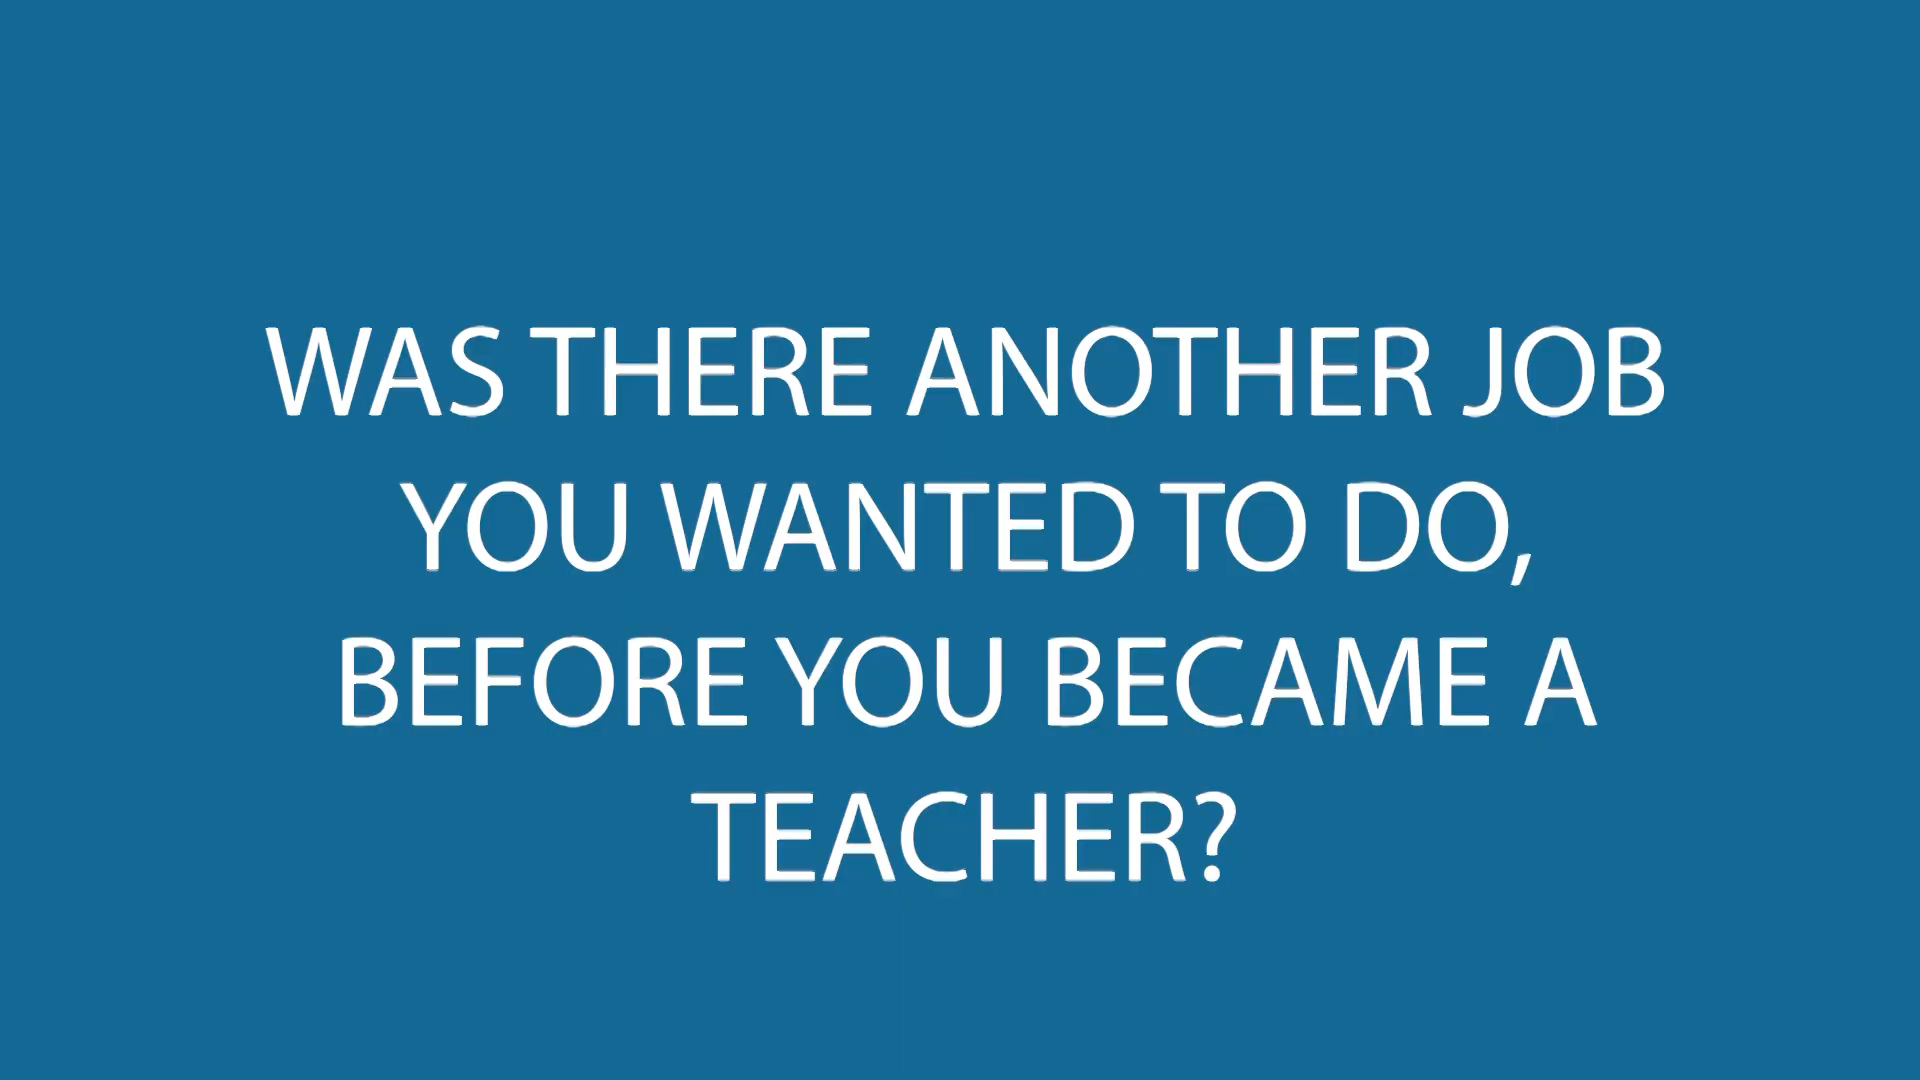 WAS THERE ANOTHER JOB
YOU WANTED TO DO,
BEFORE YOU BECAME A
TEACHER?